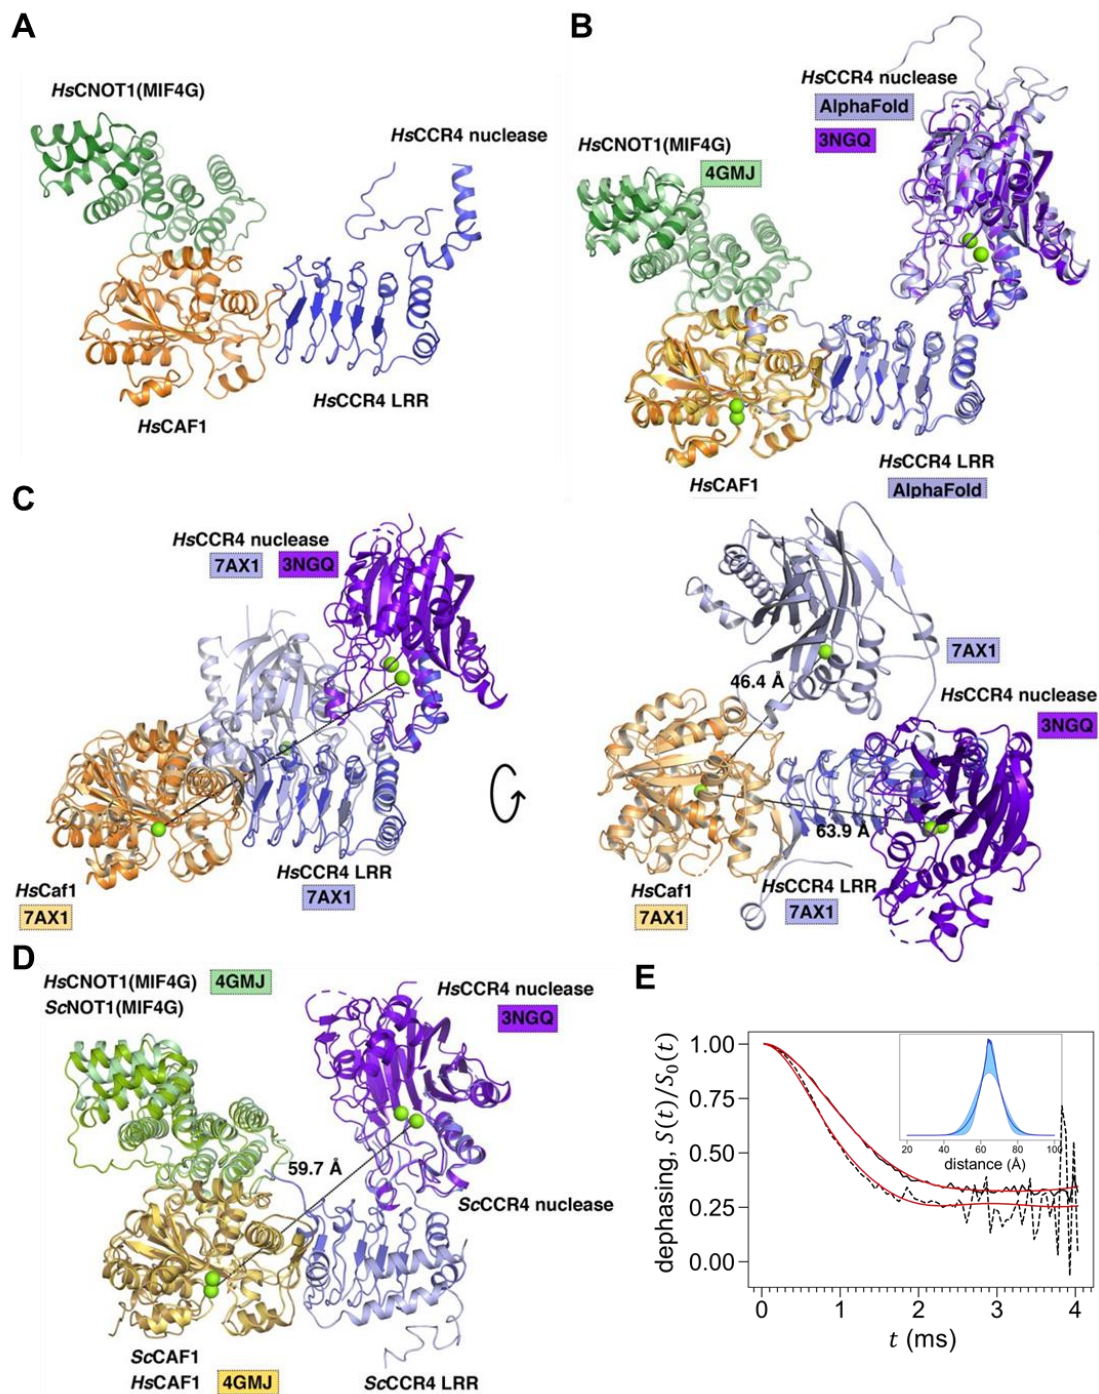 A
HsCNOT1(MIF4G)
HsCCR4 nuclease
HsCCR4 LRR
HsCAF1
B
HsCCR4 nuclease
AlphaFold
3NGQ
HsCNOT1(MIF4G)
4GMJ
HsCCR4 LRR
AlphaFold
HsCAF1
C
HsCCR4 nuclease
7AX1 3NGQ
HsCCR4 LRR
7AX1
HsCaf1
7AX1
7AX1
46.4 Å
HsCCR4 nuclease
3NGQ
63.9 Å
HsCaf1
7AX1
HsCCR4 LRR
7AX1
D
HsCNOT1(MIF4G) 4GMJ
ScNOT1(MIF4G)
HsCCR4 nuclease
3NGQ
59.7 Å
ScCCR4 nuclease
ScCAF1
HsCAF1 4GMJ
ScCCR4 LRR
E
dephasing, S(t)/S0(t)
1.00
0.75
0.50
0.25
0.00
0 1 2 3 4
t (ms)
20 40 60 80 100
distance (Å)